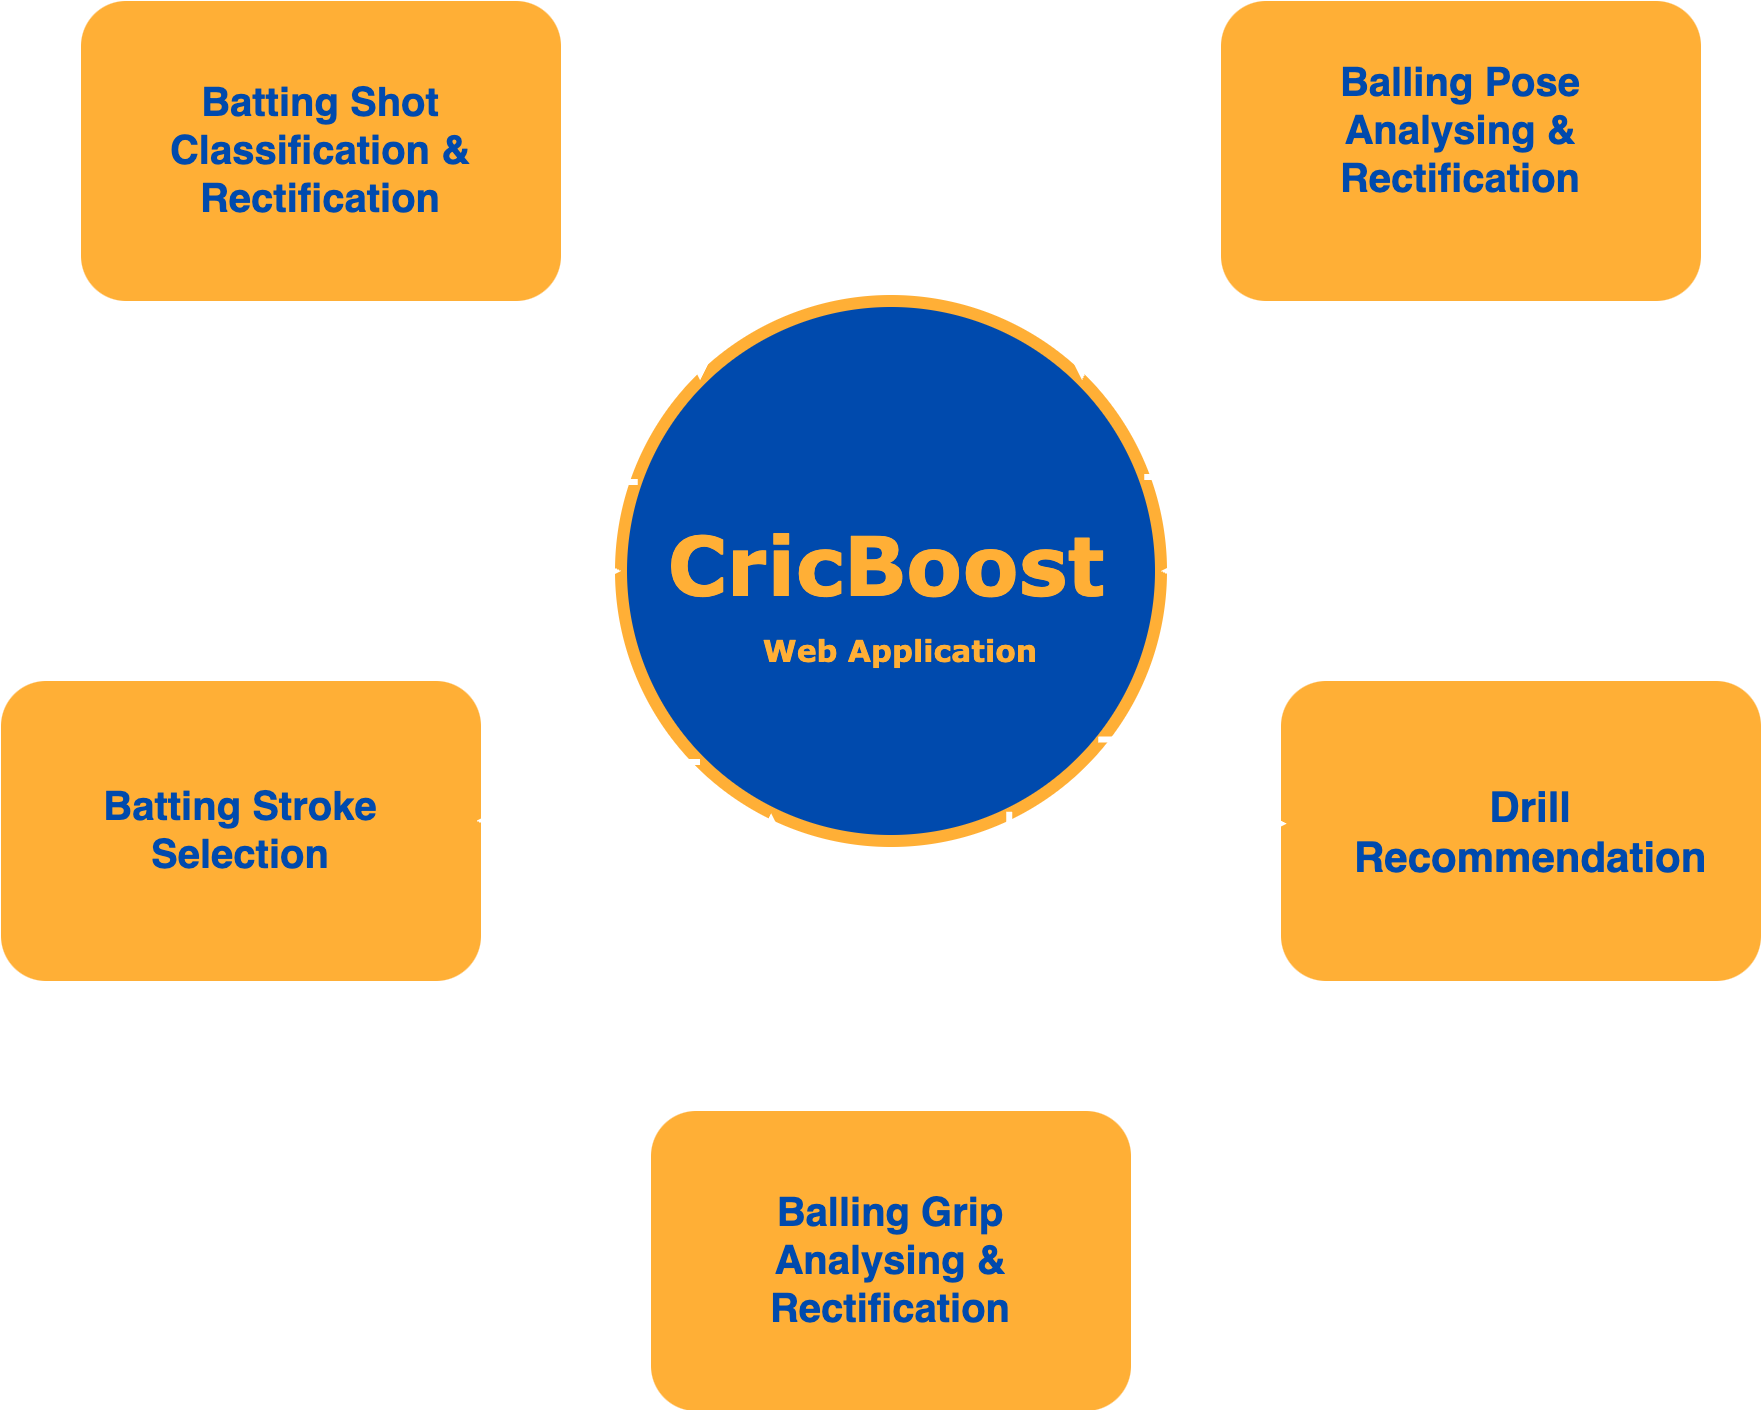 Batting Shot
Classification &
Rectification
Balling Pose
Analysing &
Rectification
CricBoost
Web Application
Batting Stroke
Selection
Drill
Recommendation
Balling Grip
Analysing &
Rectification